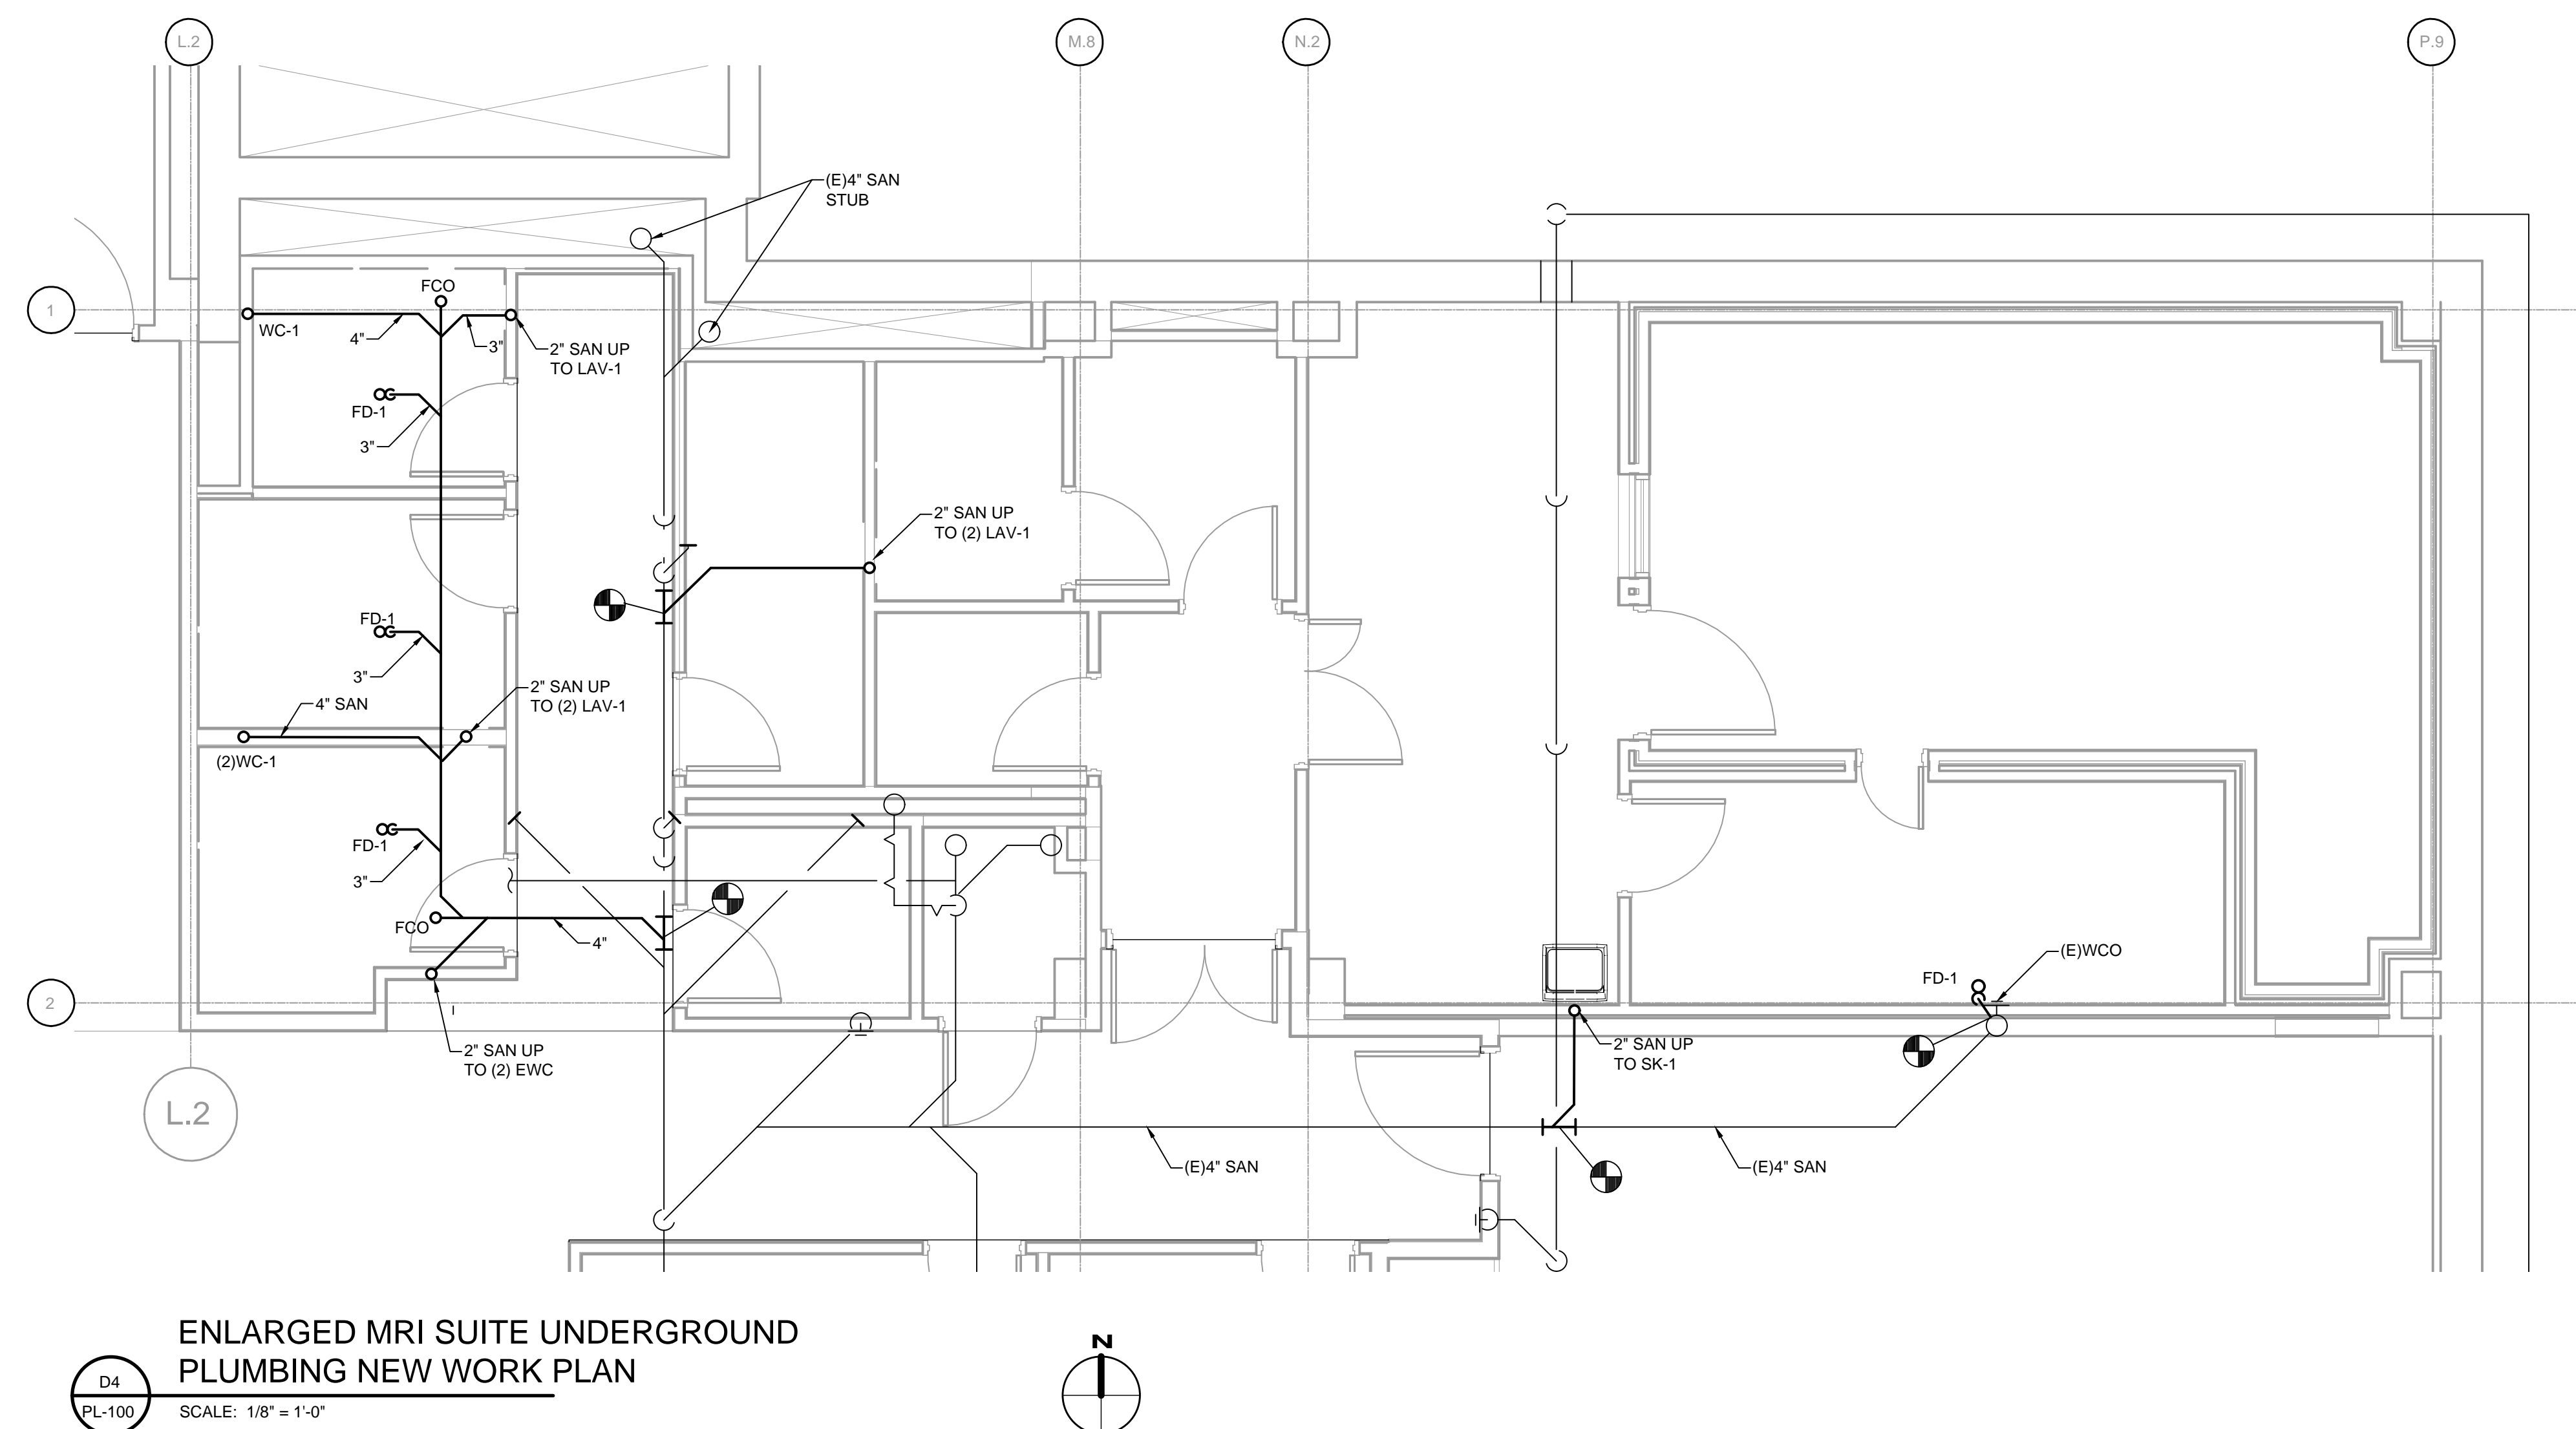 L.2
M.8
N.2
P.9
(E)4" SAN
STUB
1
FCO
WC-1
4"
3"
2" SAN UP
TO LAV-1
FD-1
3"
2" SAN UP
TO (2) LAV-1
FD-1
3"
2" SAN UP
TO (2) LAV-1
4" SAN
(2)WC-1
FD-1
3"
FCO
4"
(E)WCO
FD-1
2
2" SAN UP
TO (2) EWC
2" SAN UP
TO SK-1
L.2
(E)4" SAN
(E)4" SAN
ENLARGED MRI SUITE UNDERGROUND
PLUMBING NEW WORK PLAN
D4
PL-100
SCALE: 1/8" = 1'-0"
N